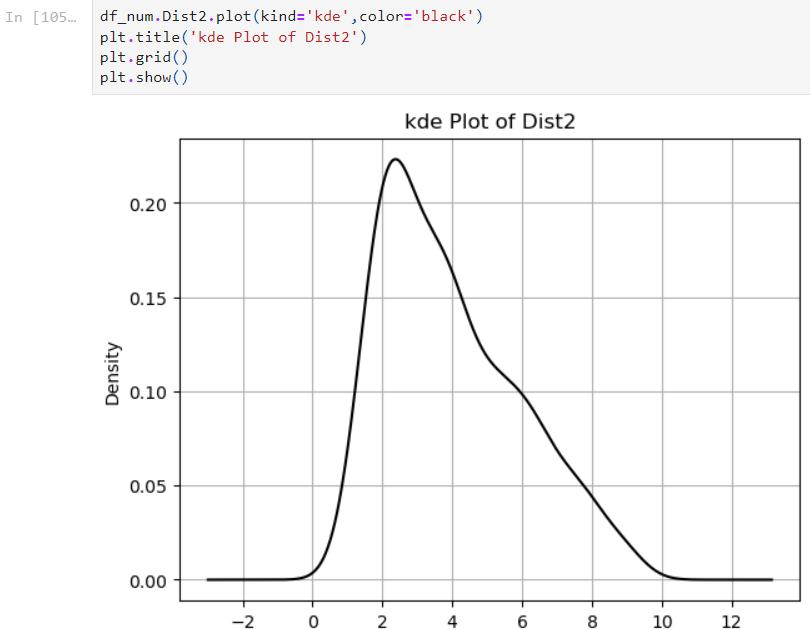 In [105…
df_num.Dist2.plot(kind='kde',color='black')
plt.title('kde Plot of Dist2')
plt.grid()
plt.show()
kde Plot of Dist2
0.20
0.15
0.10
0.05
0.00
Density
−2 0 2 4 6 8 10 12